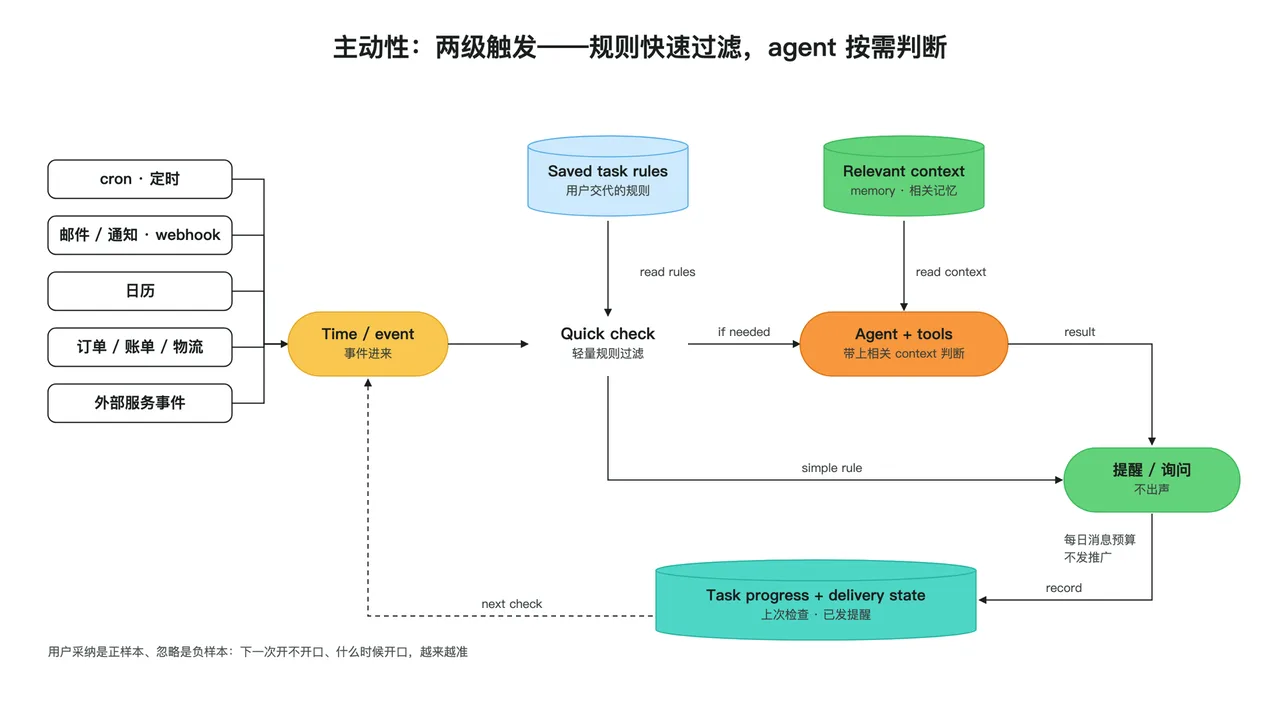 主动性：两级触发——规则快速过滤，agent 按需判断
cron · 定时
邮件 / 通知 · webhook
日历
订单 / 账单 / 物流
外部服务事件
Time / event
事件进来
Saved task rules
用户交代的规则
read rules
Quick check
轻量规则过滤
if needed
Relevant context
memory · 相关记忆
read context
Agent + tools
带上相关 context 判断
result
simple rule
提醒 / 询问
不出声
每日消息预算
不发推广
record
Task progress + delivery state
上次检查 · 已发提醒
next check
用户采纳是正样本、忽略是负样本：下一次开不开口、什么时候开口，越来越准